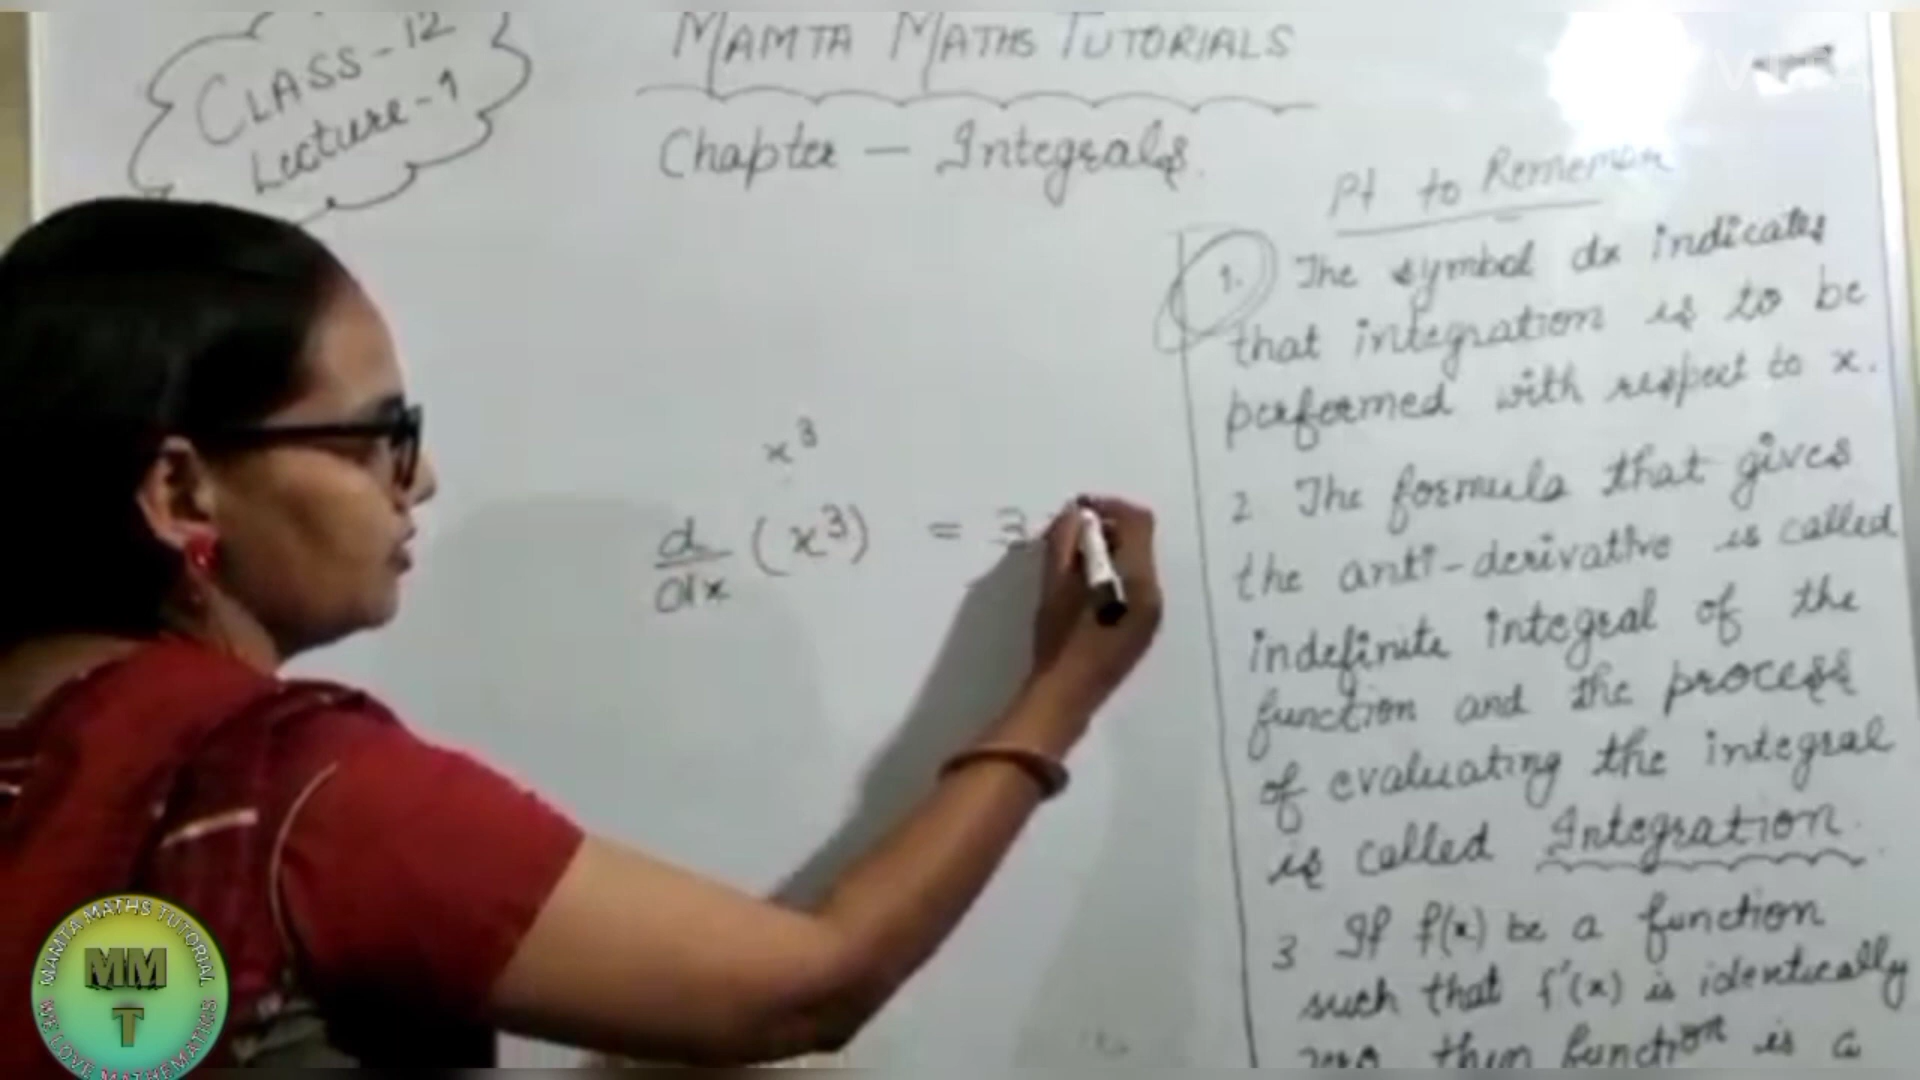 CLASS-12
Lecture-1
MAMTA MATHS TUTORIALS
Chapter — Integrals.
x³
d/dx (x³) = 3
Pt to Rememer
1. The symbol dx indicates
that integration is to be
performed with respect to x.
2 The formula that gives
the anti-derivative is called
indefinite integral of the
function and the process
of evaluating the integral
is called Integration.
3 If f(x) be a function
such that f'(x) is identically
zero then function is a
MAMTA MATHS TUTORIAL
MM
T
WE LOVE MATHEMATICS